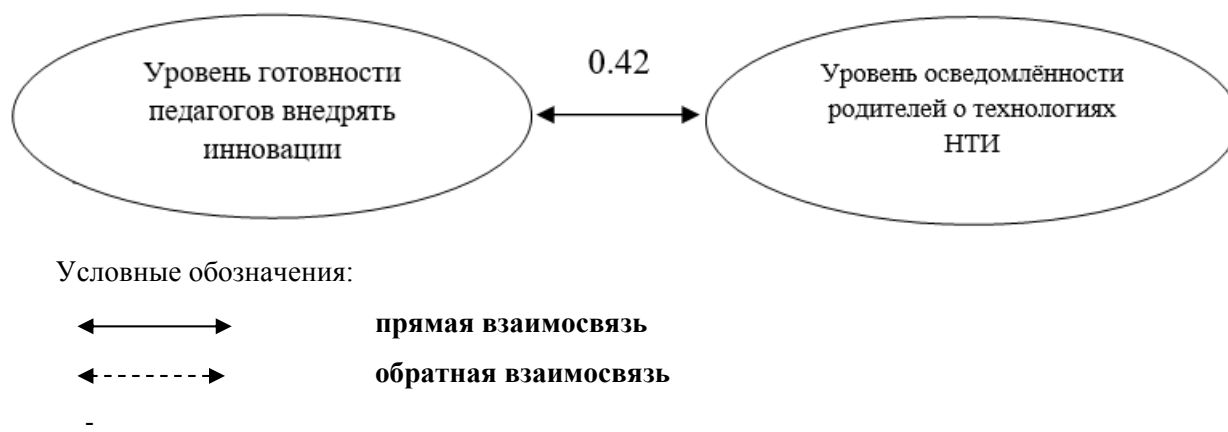 Уровень готовности
педагогов внедрять
инновации
0.42
Уровень осведомлённости
родителей о технологиях
НТИ
Условные обозначения:
прямая взаимосвязь
обратная взаимосвязь